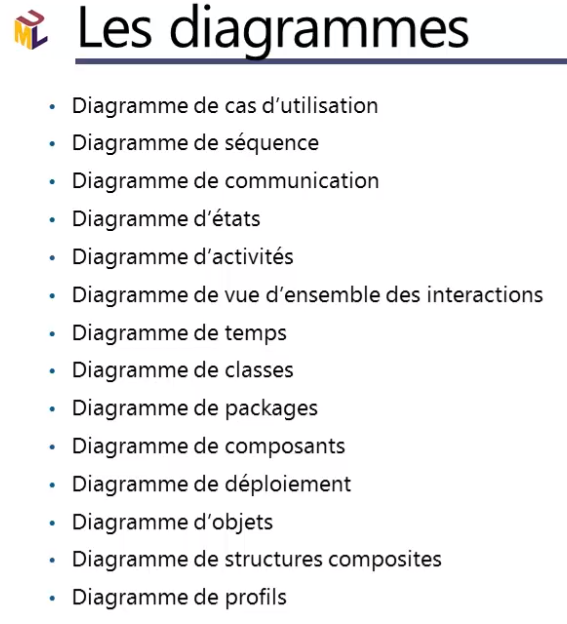 UML
Les diagrammes
• Diagramme de cas d’utilisation
• Diagramme de séquence
• Diagramme de communication
• Diagramme d’états
• Diagramme d’activités
• Diagramme de vue d’ensemble des interactions
• Diagramme de temps
• Diagramme de classes
• Diagramme de packages
• Diagramme de composants
• Diagramme de déploiement
• Diagramme d’objets
• Diagramme de structures composites
• Diagramme de profils